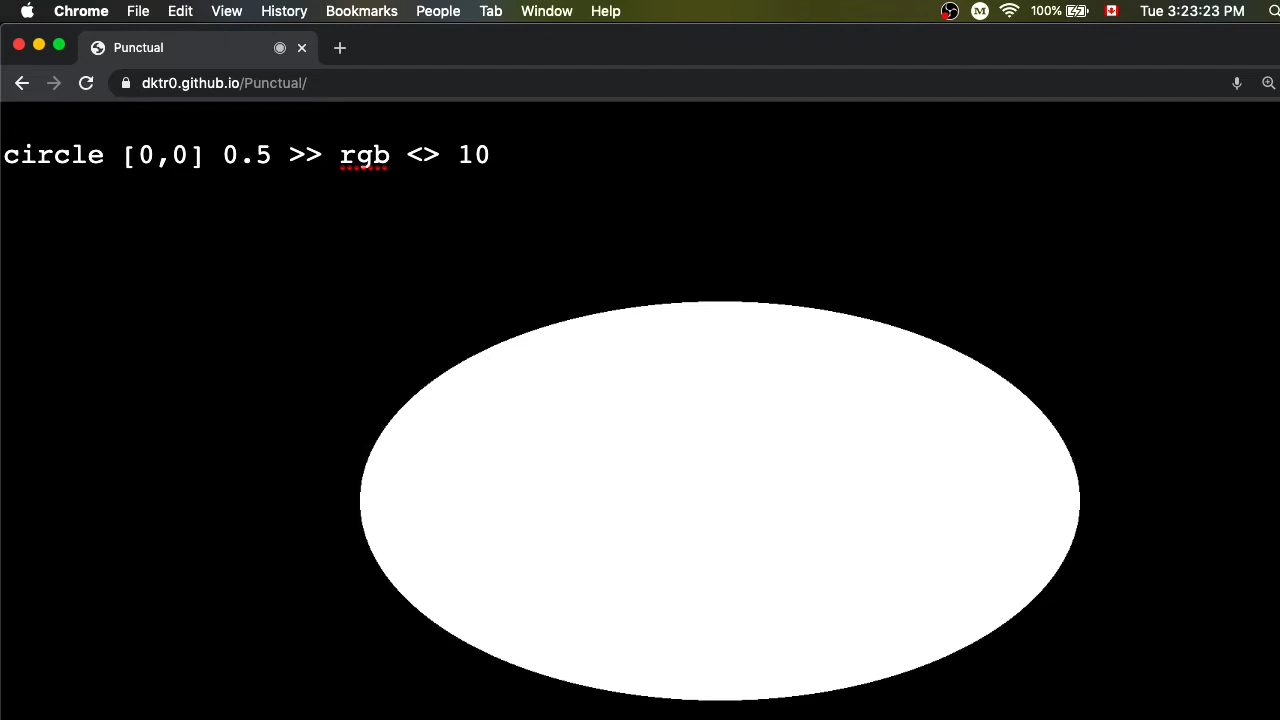 Chrome File Edit View History Bookmarks People Tab Window Help M 100% Tue 3:23:23 PM
Punctual
dktr0.github.io/Punctual/
circle [0,0] 0.5 >> rgb <> 10